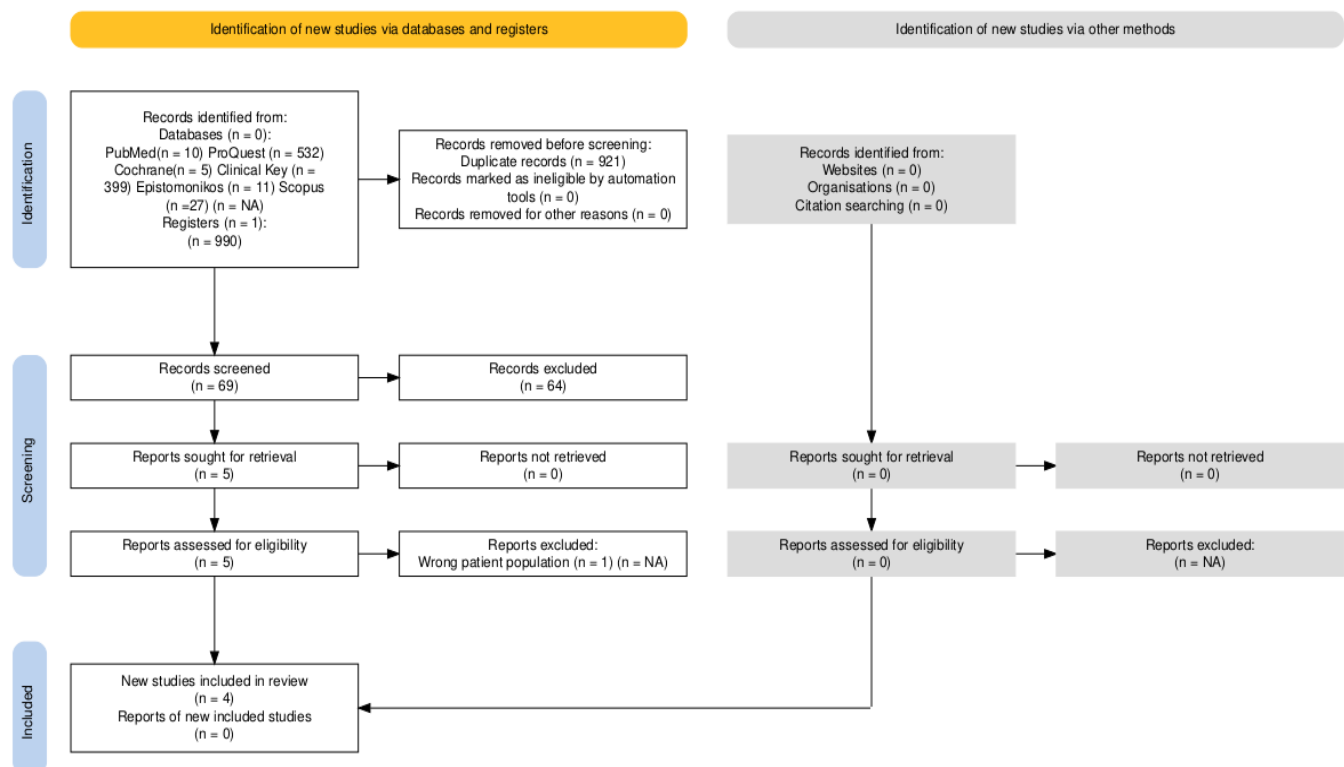 Identification of new studies via databases and registers
Identification of new studies via other methods
Identification
Records identified from:
Databases (n = 0):
PubMed(n = 10) ProQuest (n = 532)
Cochrane(n = 5) Clinical Key (n =
399) Epistomonikos (n = 11) Scopus
(n =27) (n = NA)
Registers (n = 1):
(n = 990)
Records removed before screening:
Duplicate records (n = 921)
Records marked as ineligible by automation
tools (n = 0)
Records removed for other reasons (n = 0)
Records identified from:
Websites (n = 0)
Organisations (n = 0)
Citation searching (n = 0)
Screening
Records screened
(n = 69)
Records excluded
(n = 64)
Reports sought for retrieval
(n = 5)
Reports not retrieved
(n = 0)
Reports sought for retrieval
(n = 0)
Reports not retrieved
(n = 0)
Reports assessed for eligibility
(n = 5)
Reports excluded:
Wrong patient population (n = 1) (n = NA)
Reports assessed for eligibility
(n = 0)
Reports excluded:
(n = NA)
Included
New studies included in review
(n = 4)
Reports of new included studies
(n = 0)